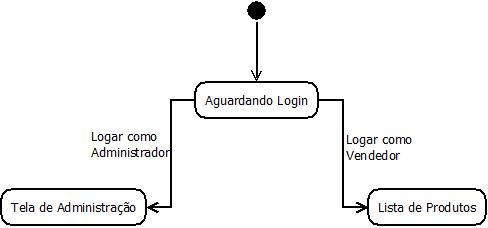 Aguardando Login
Logar como
Administrador
Logar como
Vendedor
Tela de Administração
Lista de Produtos